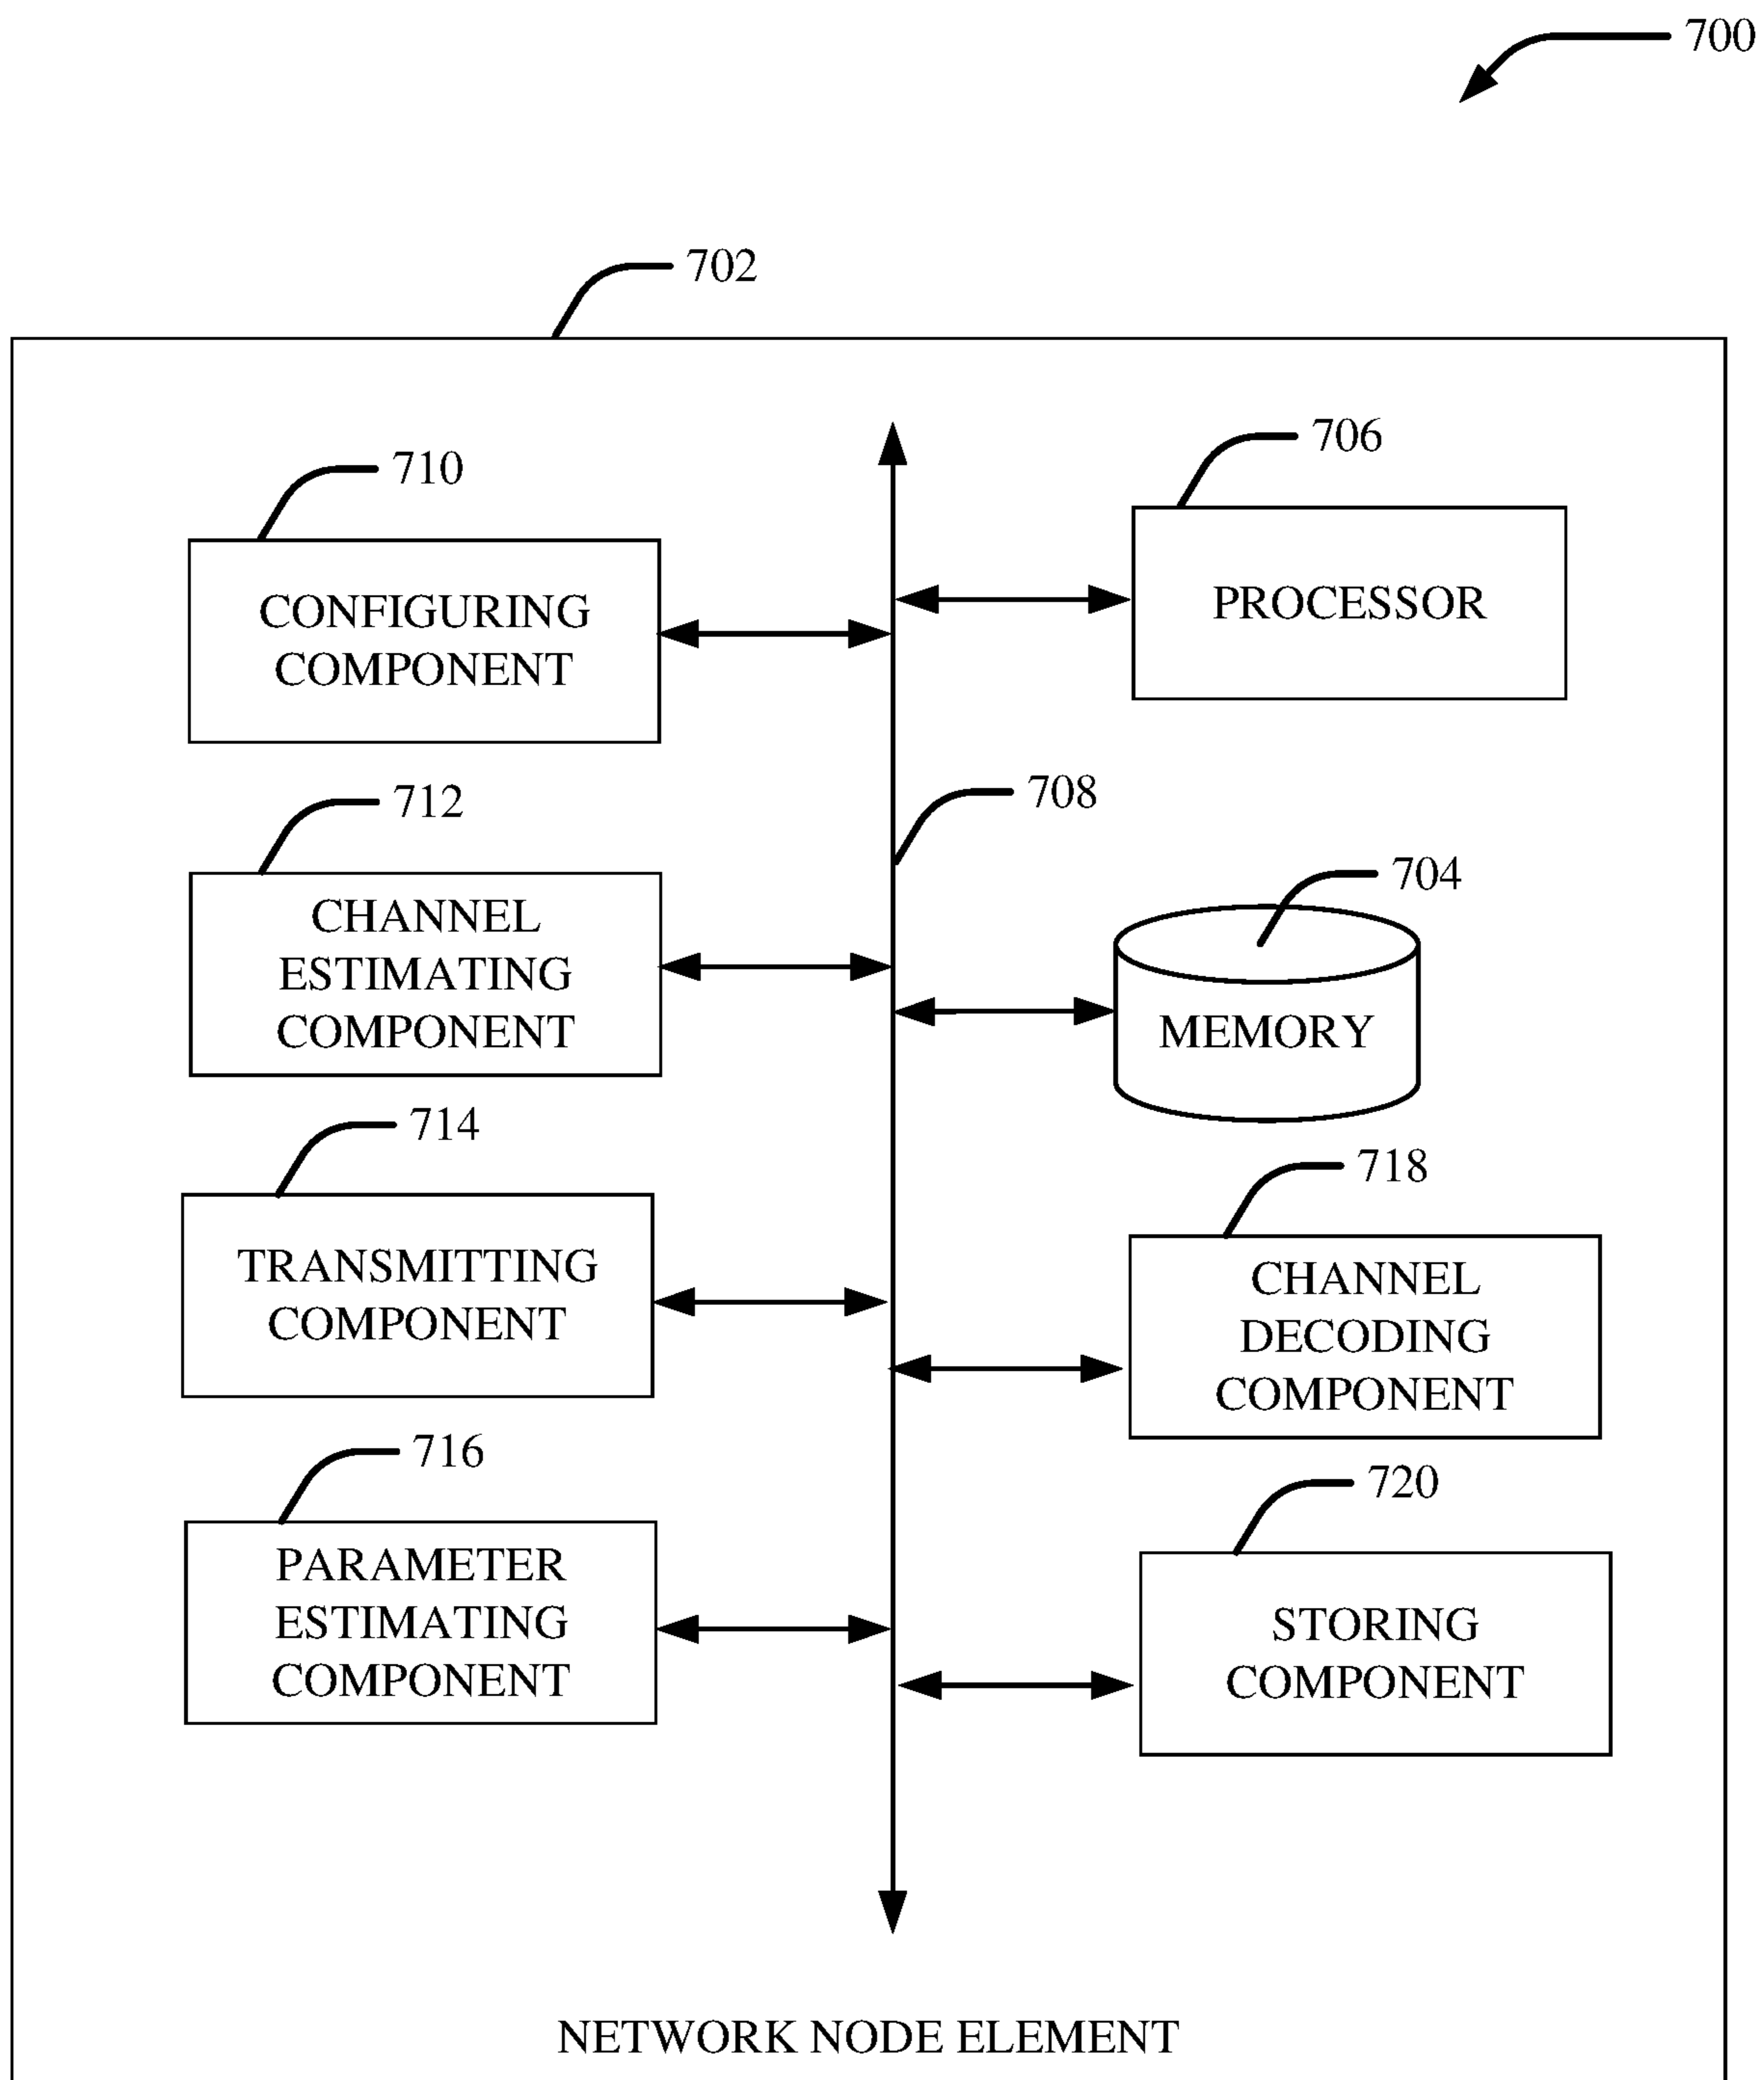 700
702
706
710
PROCESSOR
CONFIGURING
COMPONENT
708
712
704
CHANNEL
ESTIMATING
COMPONENT
MEMORY
714
718
TRANSMITTING
COMPONENT
CHANNEL
DECODING
COMPONENT
716
720
PARAMETER
ESTIMATING
COMPONENT
STORING
COMPONENT
NETWORK NODE ELEMENT